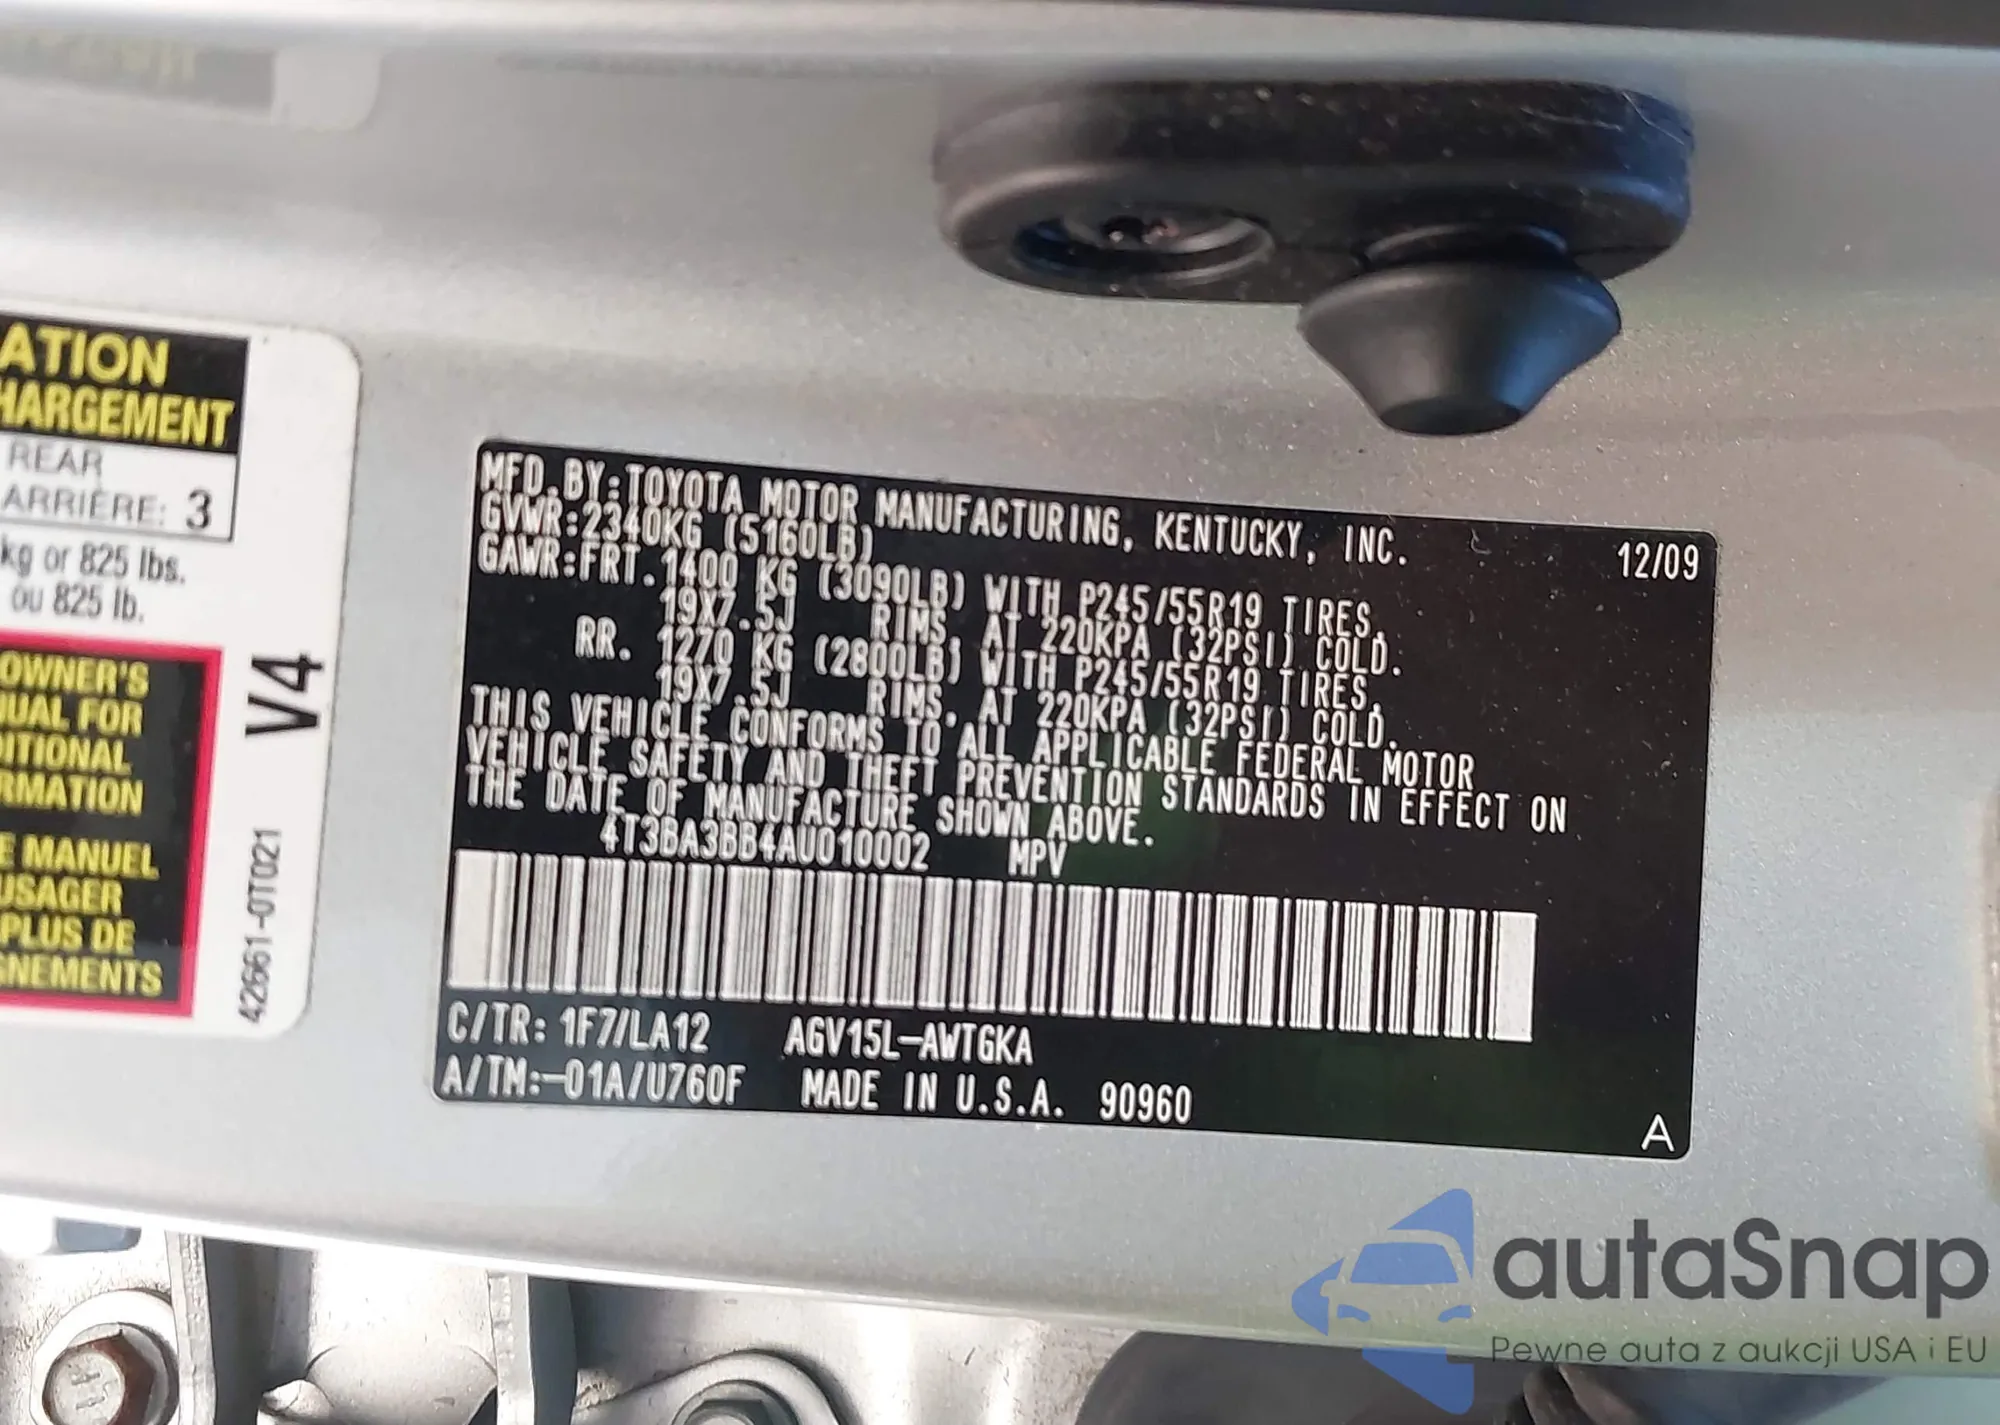 ATION
HARGEMENT
REAR
ARRIÈRE: 3
kg or 825 lbs.
ou 825 lb.
OWNER'S
UAL FOR
ITIONAL
RMATION
E MANUEL
USAGER
PLUS DE
GNEMENTS
V4
42661-0T021
MFD.BY:TOYOTA MOTOR MANUFACTURING, KENTUCKY, INC. 12/09
GVWR:2340KG (5160LB)
GAWR:FRT.1400 KG (3090LB) WITH P245/55R19 TIRES,
19X7.5J RIMS, AT 220KPA (32PSI) COLD.
RR. 1270 KG (2800LB) WITH P245/55R19 TIRES,
19X7.5J RIMS, AT 220KPA (32PSI) COLD.
THIS VEHICLE CONFORMS TO ALL APPLICABLE FEDERAL MOTOR
VEHICLE SAFETY AND THEFT PREVENTION STANDARDS IN EFFECT ON
THE DATE OF MANUFACTURE SHOWN ABOVE.
4T3BA3BB4AU010002 MPV
C/TR: 1F7/LA12 AGV15L-AWTGKA
A/TM:-01A/U760F MADE IN U.S.A. 90960
A
autaSnap
Pewne auta z aukcji USA i EU